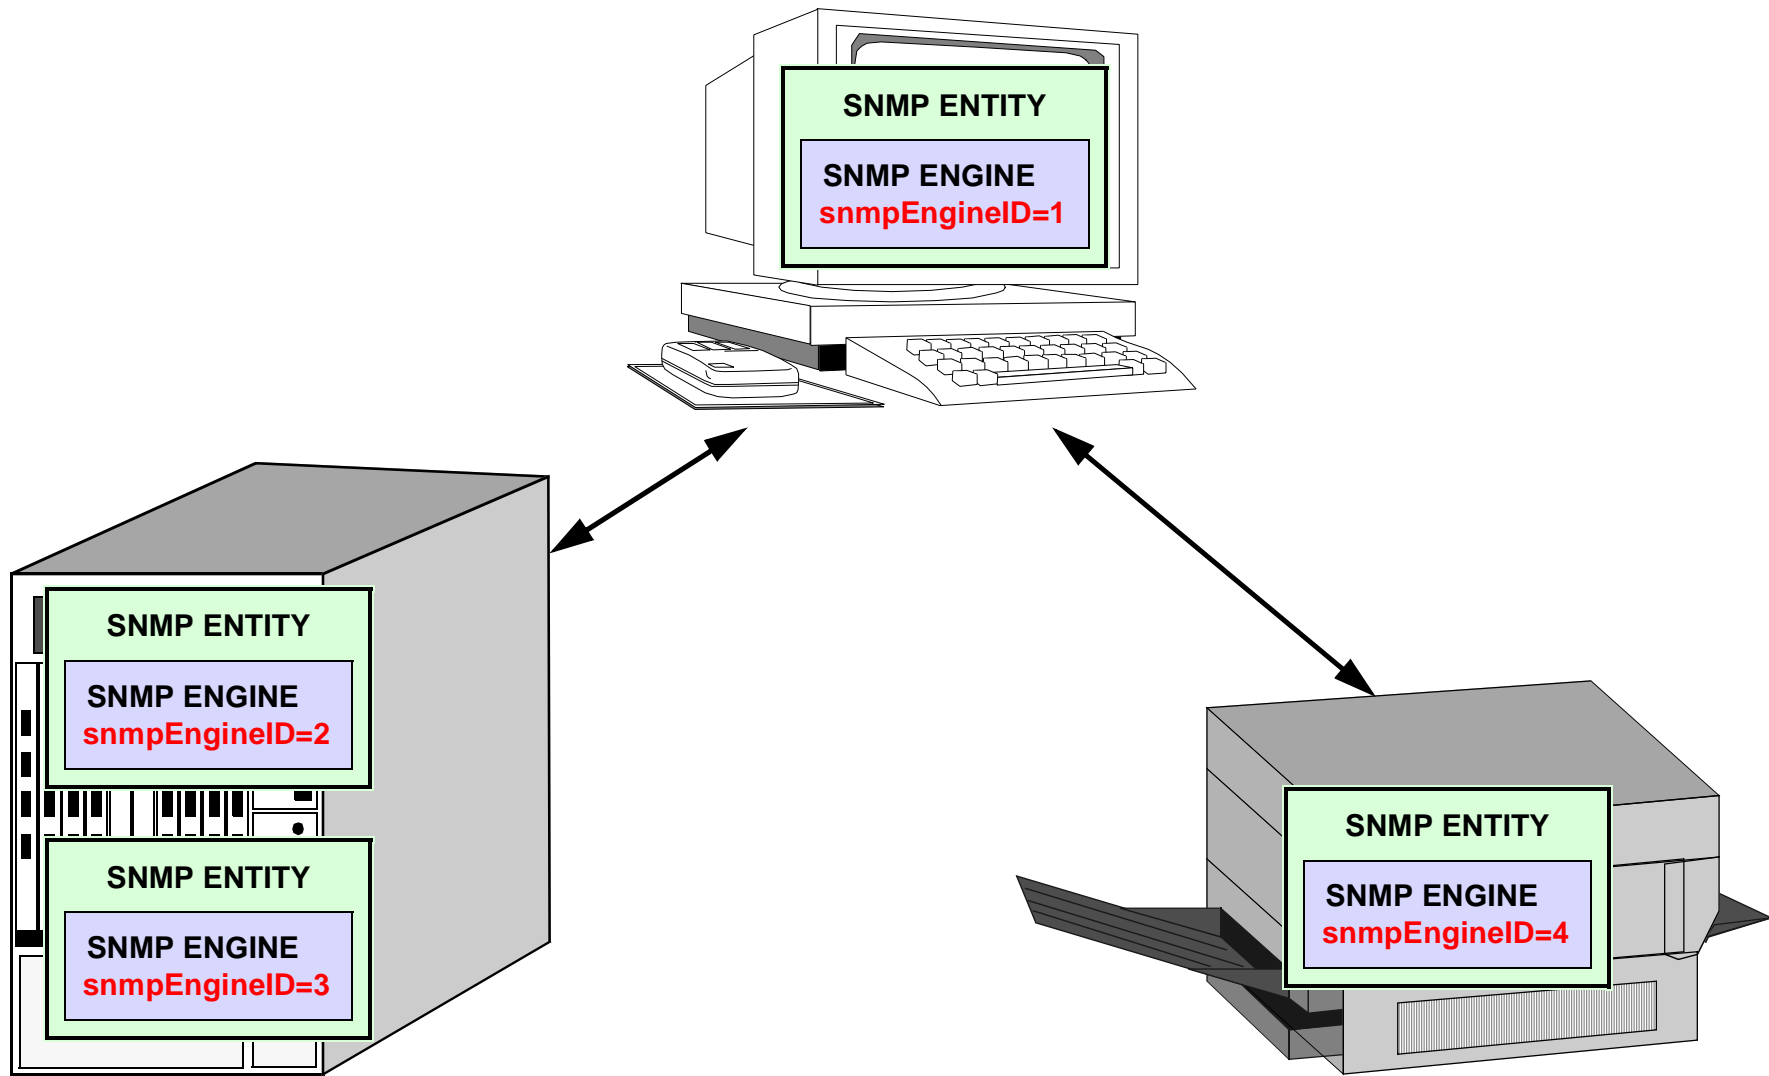 SNMP ENTITY
SNMP ENGINE
snmpEngineID=1
SNMP ENTITY
SNMP ENGINE
snmpEngineID=2
SNMP ENTITY
SNMP ENGINE
snmpEngineID=3
SNMP ENTITY
SNMP ENGINE
snmpEngineID=4